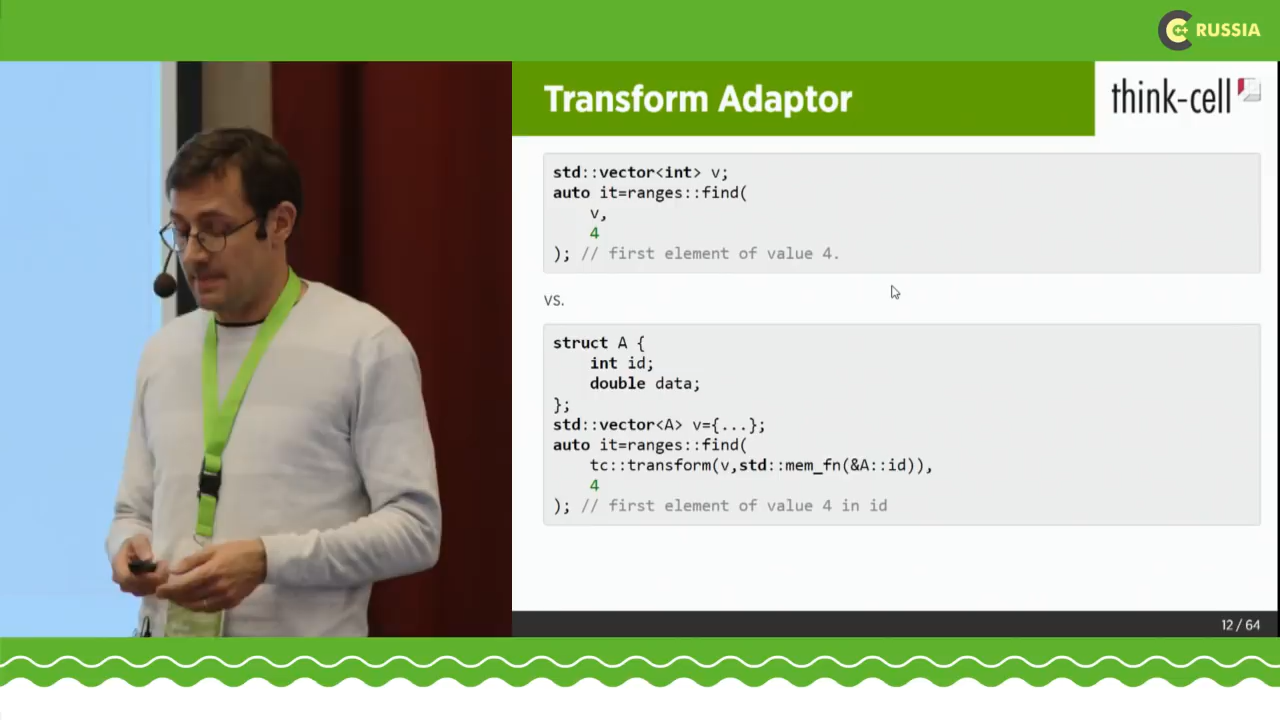 C++ RUSSIA
Transform Adaptor
think-cell
std::vector<int> v;
auto it=ranges::find(
    v,
    4
); // first element of value 4.
vs.
struct A {
    int id;
    double data;
};
std::vector<A> v={...};
auto it=ranges::find(
    tc::transform(v,std::mem_fn(&A::id)),
    4
); // first element of value 4 in id
12 / 64